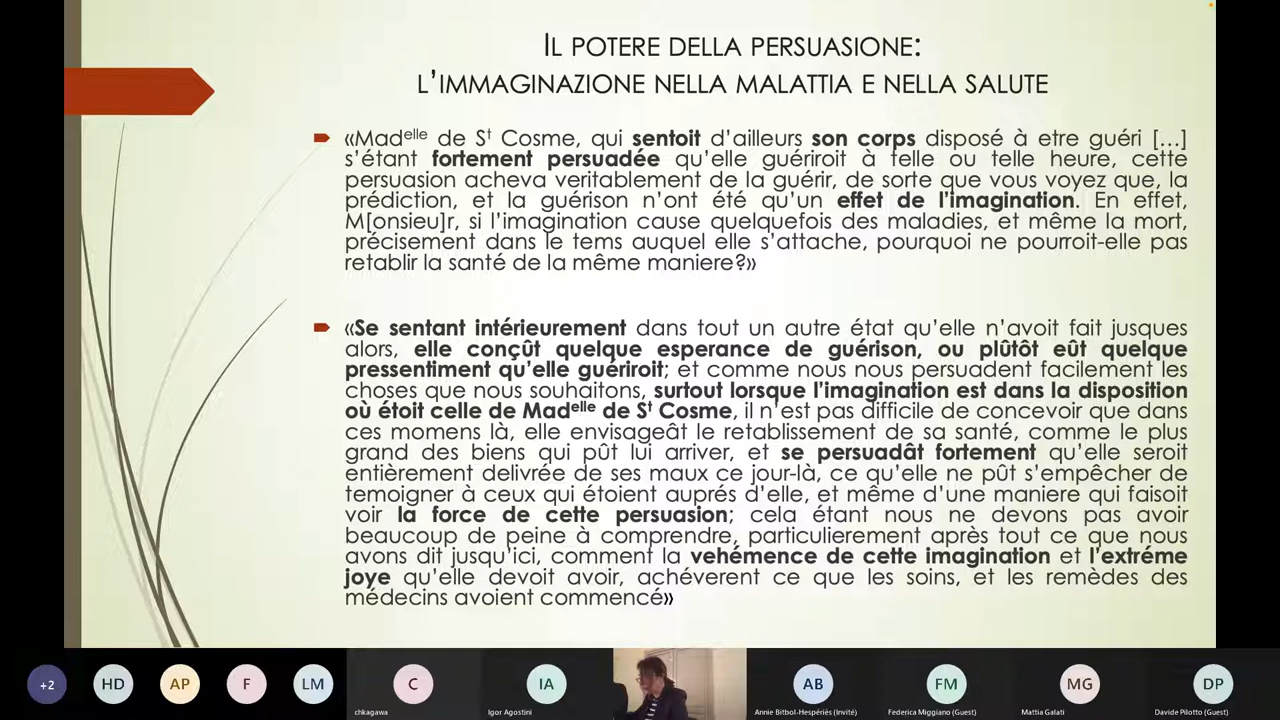 IL POTERE DELLA PERSUASIONE:
L'IMMAGINAZIONE NELLA MALATTIA E NELLA SALUTE
«Madelle de St Cosme, qui sentoit d'ailleurs son corps disposé à etre guéri [...]
s'étant fortement persuadée qu'elle guériroit à telle ou telle heure, cette
persuasion acheva veritablement de la guérir, de sorte que vous voyez que, la
prédiction, et la guérison n'ont été qu'un effet de l'imagination. En effet,
M[onsieu]r, si l'imagination cause quelquefois des maladies, et même la mort,
précisement dans le tems auquel elle s'attache, pourquoi ne pourroit-elle pas
retablir la santé de la même maniere?»
«Se sentant intérieurement dans tout un autre état qu'elle n'avoit fait jusques
alors, elle conçût quelque esperance de guérison, ou plûtôt eût quelque
pressentiment qu'elle guériroit; et comme nous nous persuadent facilement les
choses que nous souhaitons, surtout lorsque l'imagination est dans la disposition
où étoit celle de Madelle de St Cosme, il n'est pas difficile de concevoir que dans
ces momens là, elle envisageât le retablissement de sa santé, comme le plus
grand des biens qui pût lui arriver, et se persuadât fortement qu'elle seroit
entièrement delivrée de ses maux ce jour-là, ce qu'elle ne pût s'empêcher de
temoigner à ceux qui étoient auprés d'elle, et même d'une maniere qui faisoit
voir la force de cette persuasion; cela étant nous ne devons pas avoir
beaucoup de peine à comprendre, particulierement après tout ce que nous
avons dit jusqu'ici, comment la vehémence de cette imagination et l'extréme
joye qu'elle devoit avoir, achéverent ce que les soins, et les remèdes des
médecins avoient commencé»
+2 HD AP F LM C IA AB FM MG DP
chkagawa Igor Agostini Annie Bitbol-Hespériès (Invité) Federica Miggiano (Guest) Mattia Galati Davide Pilotto (Guest)